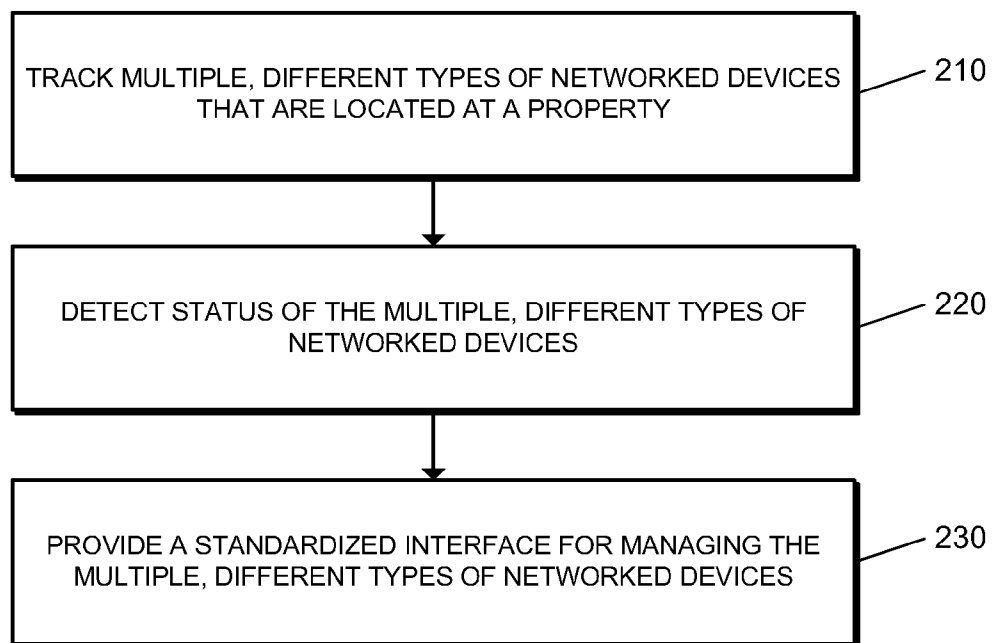 TRACK MULTIPLE, DIFFERENT TYPES OF NETWORKED DEVICES
THAT ARE LOCATED AT A PROPERTY
210
DETECT STATUS OF THE MULTIPLE, DIFFERENT TYPES OF
NETWORKED DEVICES
220
PROVIDE A STANDARDIZED INTERFACE FOR MANAGING THE
MULTIPLE, DIFFERENT TYPES OF NETWORKED DEVICES
230